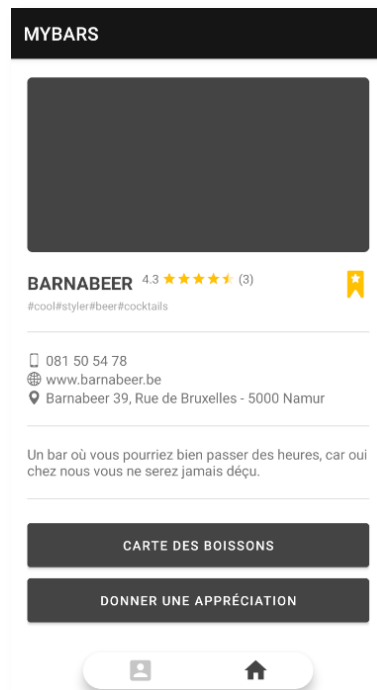 MYBARS
BARNABEER 4.3 (3)
#cool#styler#beer#cocktails
081 50 54 78
www.barnabeer.be
Barnabeer 39, Rue de Bruxelles - 5000 Namur
Un bar où vous pourriez bien passer des heures, car oui
chez nous vous ne serez jamais déçu.
CARTE DES BOISSONS
DONNER UNE APPRÉCIATION